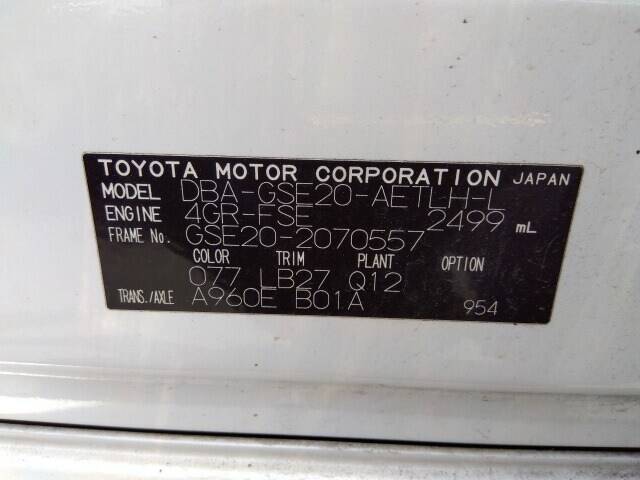 TOYOTA MOTOR CORPORATION JAPAN
MODEL DBA-GSE20-AETLH-L
ENGINE 4GR-FSE 2499 mL
FRAME No. GSE20-2070557
COLOR TRIM PLANT OPTION
077 LB27 Q12
TRANS./AXLE A960E B01A 954